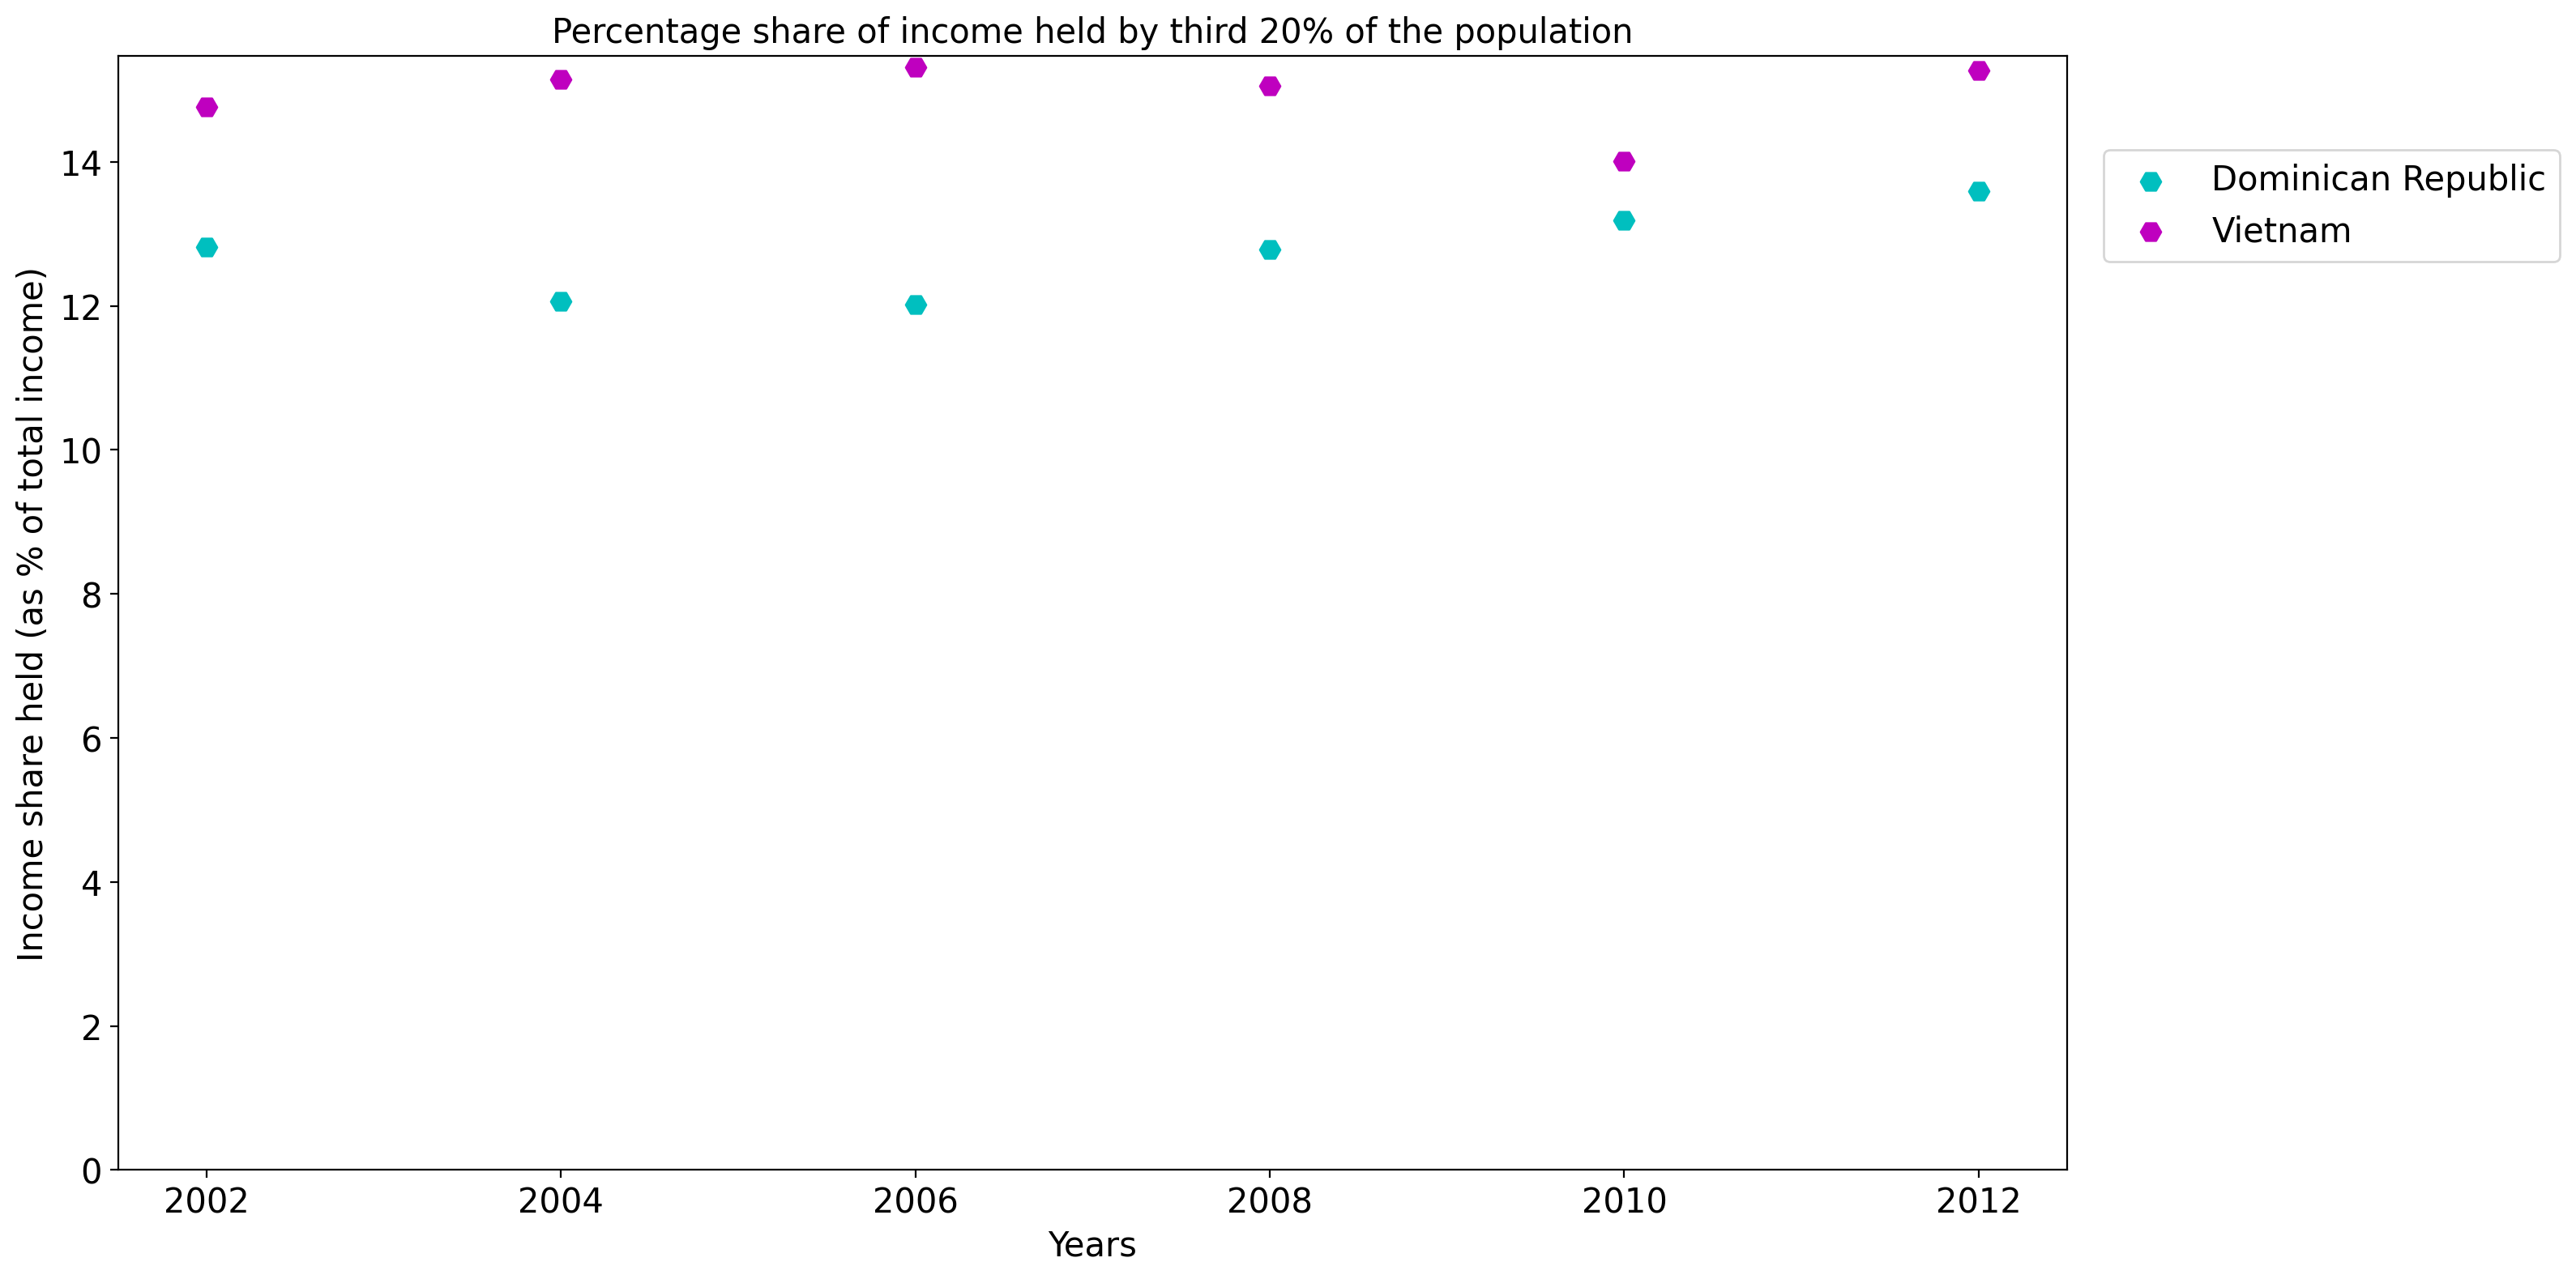 Percentage share of income held by third 20% of the population
Income share held (as % of total income)
14
12
10
8
6
4
2
0
2002 2004 2006 2008 2010 2012
Years
Dominican Republic
Vietnam